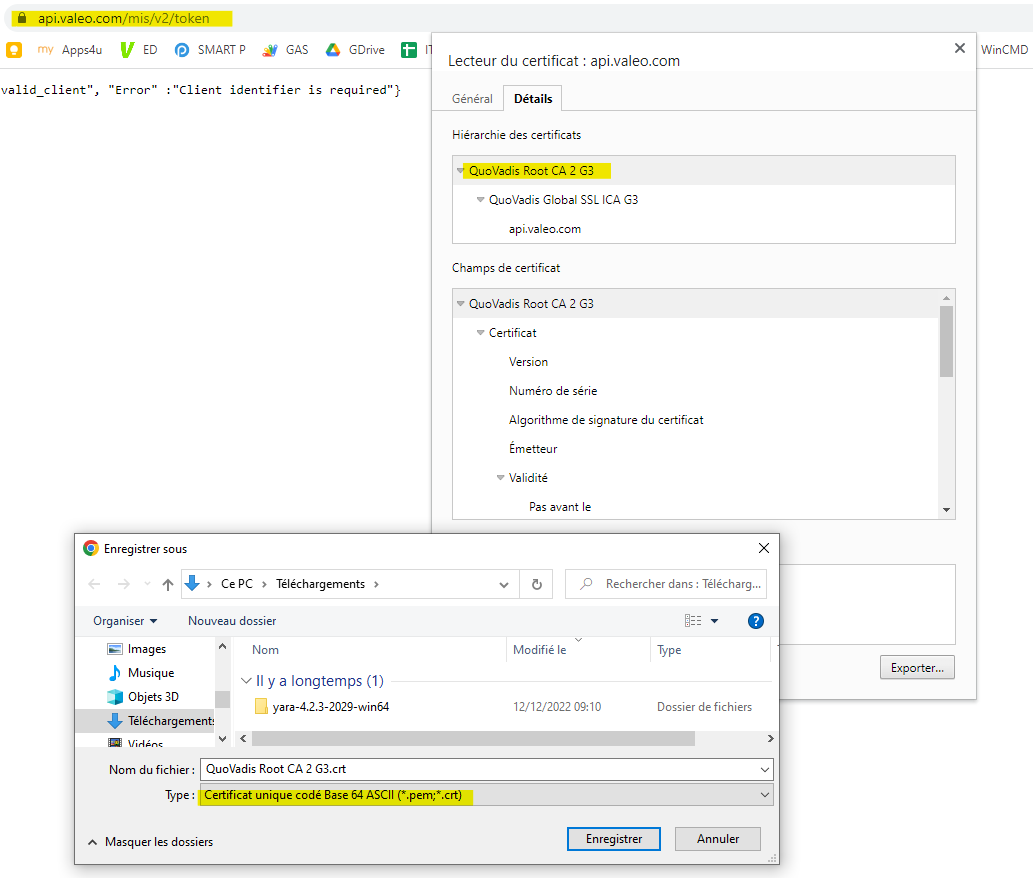 api.valeo.com/mis/v2/token
my Apps4u ED SMART P GAS GDrive IT WinCMD
valid_client", "Error" :"Client identifier is required"}
Lecteur du certificat : api.valeo.com
Général Détails
Hiérarchie des certificats
QuoVadis Root CA 2 G3
QuoVadis Global SSL ICA G3
api.valeo.com
Champs de certificat
QuoVadis Root CA 2 G3
Certificat
Version
Numéro de série
Algorithme de signature du certificat
Émetteur
Validité
Pas avant le
Exporter...
Enregistrer sous
Ce PC Téléchargements
Rechercher dans : Télécharg...
Organiser Nouveau dossier
Images
Musique
Objets 3D
Téléchargements
Vidéos
Nom Modifié le Type
Il y a longtemps (1)
yara-4.2.3-2029-win64 12/12/2022 09:10 Dossier de fichiers
Nom du fichier : QuoVadis Root CA 2 G3.crt
Type : Certificat unique codé Base 64 ASCII (*.pem;*.crt)
Masquer les dossiers
Enregistrer Annuler